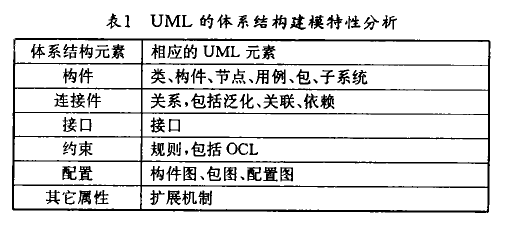 表1 UML的体系结构建模特性分析
体系结构元素 相应的UML元素
构件 类、构件、节点、用例、包、子系统
连接件 关系,包括泛化、关联、依赖
接口 接口
约束 规则,包括OCL
配置 构件图、包图、配置图
其它属性 扩展机制